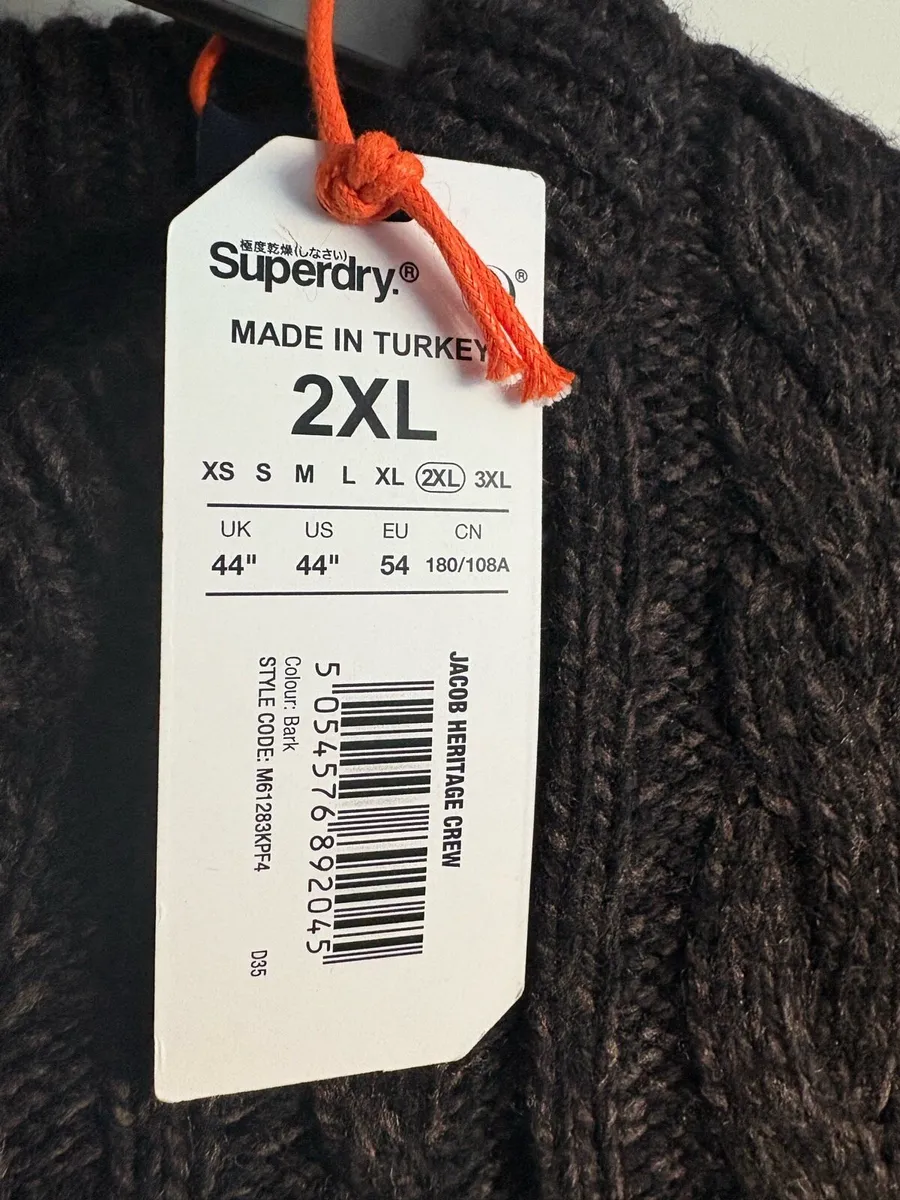 極度乾燥(しなさい)
Superdry.®
®
MADE IN TURKEY
2XL
XS S M L XL 2XL 3XL
UK US EU CN
44" 44" 54 180/108A
JACOB HERITAGE CREW
5 054576 892045
Colour: Bark
STYLE CODE: M61283KPF4 D35